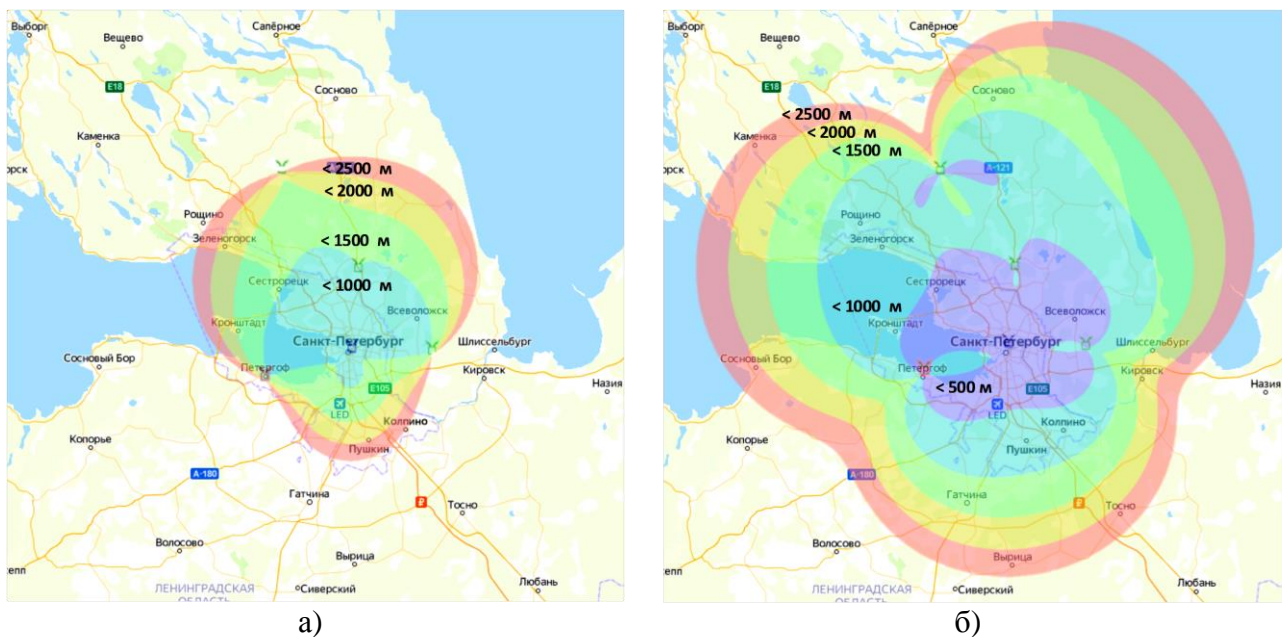 Выборг
Вещево
Сапёрное
E18
Сосново
Каменка
орск
< 2500 м
< 2000 м
Рощино
Зеленогорск
< 1500 м
Сестрорецк
< 1000 м
Всеволожск
Кронштадт
Санкт-Петербург
Шлиссельбург
Сосновый Бор
Петергоф
Кировск
E105
Назия
LED
Колпино
Копорье
Пушкин
А-180
Гатчина
Тосно
Волосово
Вырица
епп
Любань
ЛЕНИНГРАДСКАЯ
ОБЛАСТЬ
Сиверский
а)
Выборг
Вещево
Сапёрное
E18
Сосново
< 2500 м
Каменка
< 2000 м
< 1500 м
орск
А-121
Рощино
Зеленогорск
Сестрорецк
< 1000 м
Всеволожск
Кронштадт
Санкт-Петербург
Шлиссельбург
Сосновый Бор
Петергоф
Кировск
< 500 м
E105
Назия
LED
Колпино
Копорье
Пушкин
А-180
Гатчина
Тосно
Волосово
Вырица
епп
Любань
ЛЕНИНГРАДСКАЯ
ОБЛАСТЬ
Сиверский
б)